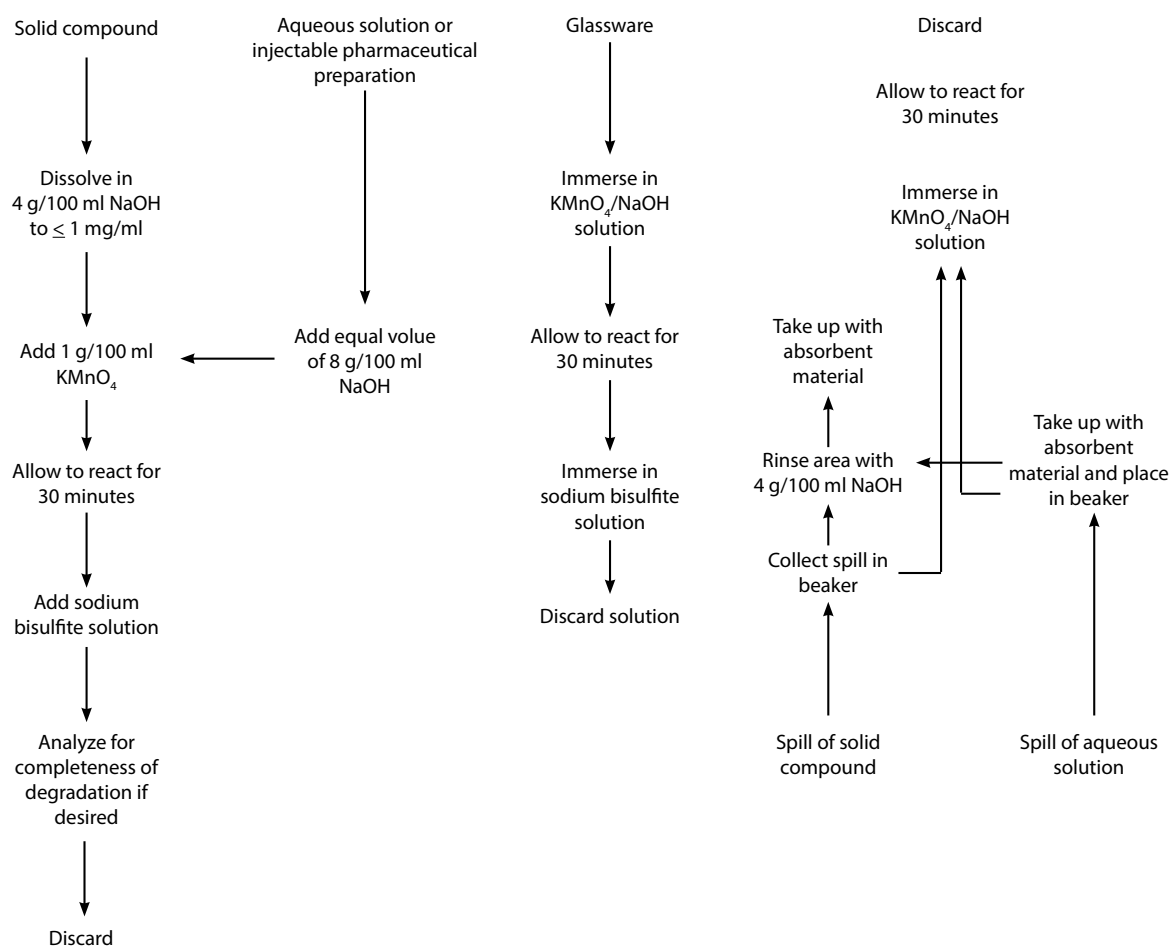 Solid compound
Aqueous solution or
injectable pharmaceutical
preparation
Glassware
Discard
Allow to react for
30 minutes
Dissolve in
4 g/100 ml NaOH
to ≤ 1 mg/ml
Immerse in
KMnO₄/NaOH
solution
Immerse in
KMnO₄/NaOH
solution
Add 1 g/100 ml
KMnO₄
Add equal value
of 8 g/100 ml
NaOH
Allow to react for
30 minutes
Take up with
absorbent
material
Allow to react for
30 minutes
Immerse in
sodium bisulfite
solution
Rinse area with
4 g/100 ml NaOH
Take up with
absorbent
material and place
in beaker
Add sodium
bisulfite solution
Discard solution
Collect spill in
beaker
Analyze for
completeness of
degradation if
desired
Spill of solid
compound
Spill of aqueous
solution
Discard